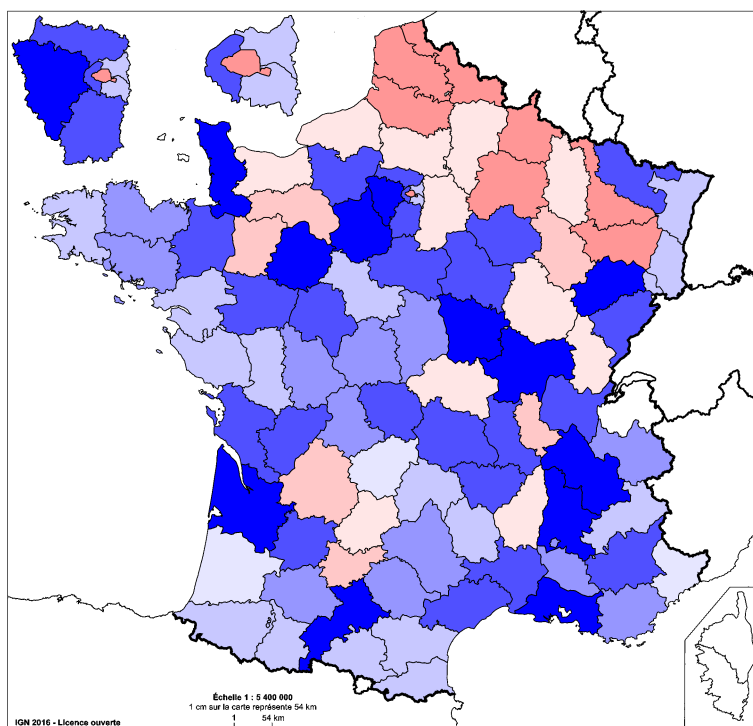 Échelle 1 : 5 400 000
1 cm sur la carte représente 54 km
1 54 km
IGN 2016 - Licence ouverte